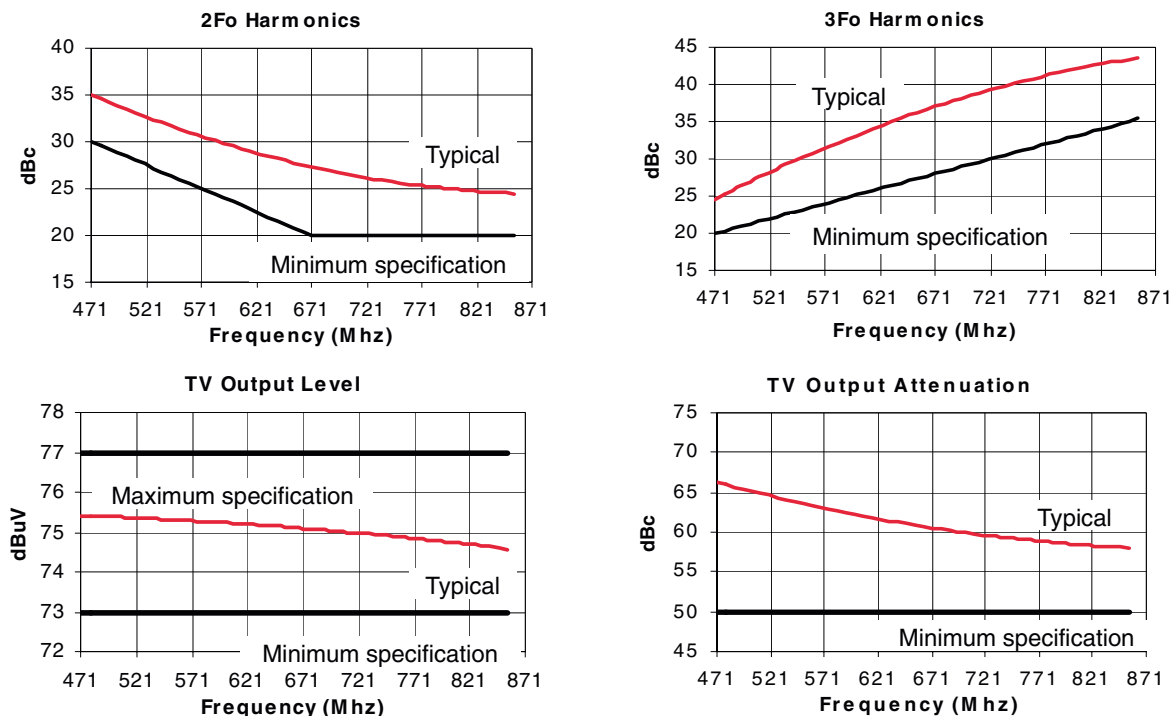 2Fo Harmonics
40
35
30
25
20
15
dBc
Typical
Minimum specification
471 521 571 621 671 721 771 821 871
Frequency (Mhz)
3Fo Harmonics
45
40
35
30
25
20
15
dBc
Typical
Minimum specification
471 521 571 621 671 721 771 821 871
Frequency (Mhz)
TV Output Level
78
77
76
75
74
73
72
dBuV
Maximum specification
Typical
Minimum specification
471 521 571 621 671 721 771 821 871
Frequency (Mhz)
TV Output Attenuation
75
70
65
60
55
50
45
dBc
Typical
Minimum specification
471 521 571 621 671 721 771 821 871
Frequency (Mhz)